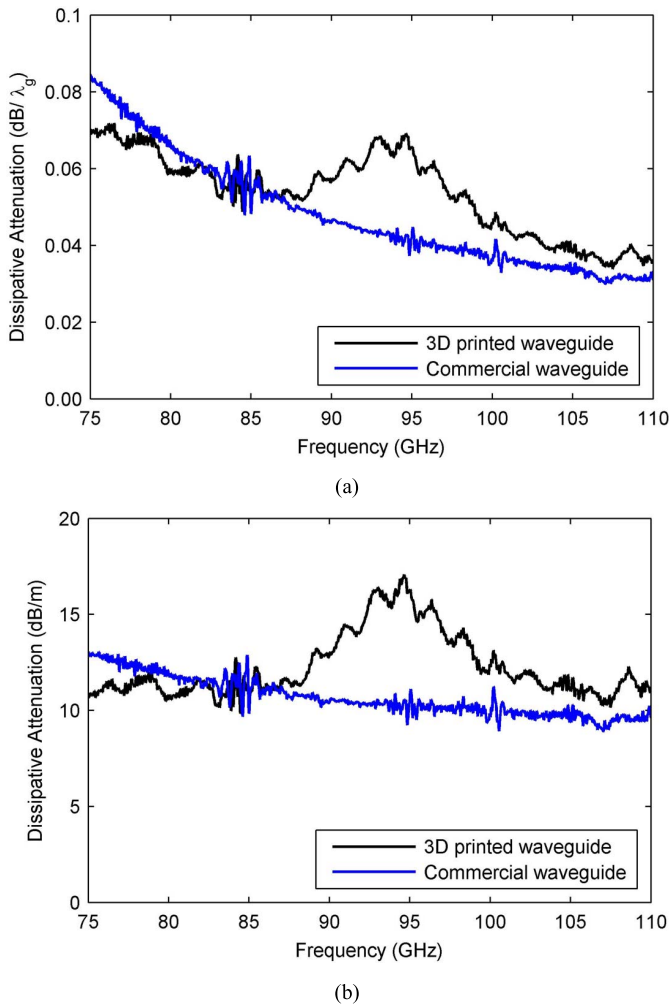 0.1
0.08
0.06
0.04
0.02
0.00
Dissipative Attenuation (dB/ λg)
75 80 85 90 95 100 105 110
Frequency (GHz)
3D printed waveguide
Commercial waveguide
(a)
20
15
10
5
0
Dissipative Attenuation (dB/m)
75 80 85 90 95 100 105 110
Frequency (GHz)
3D printed waveguide
Commercial waveguide
(b)